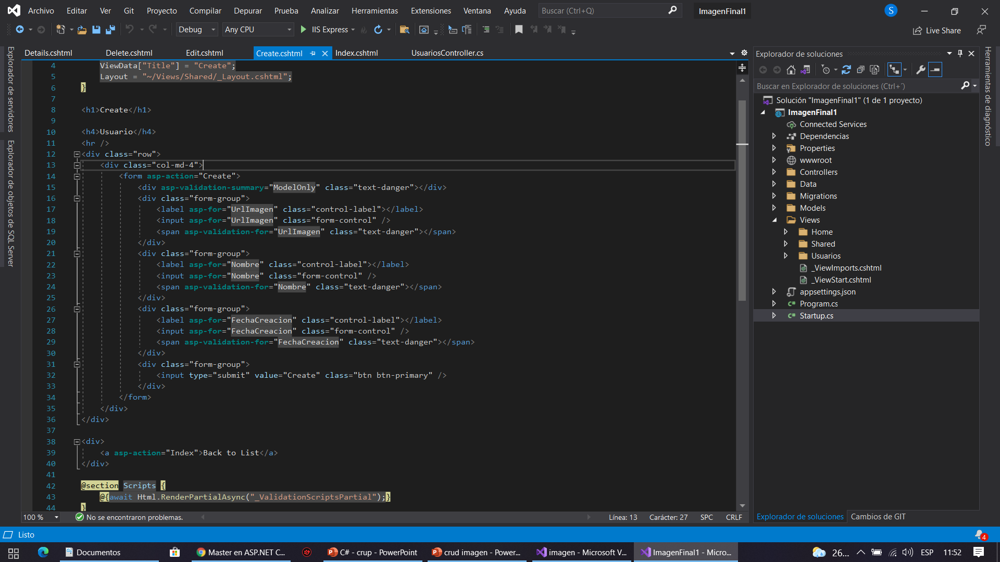 Archivo Editar Ver Git Proyecto Compilar Depurar Prueba Analizar Herramientas Extensiones Ventana Ayuda Buscar (Ctrl+Q) ImagenFinal1 S
Debug Any CPU IIS Express Live Share
Explorador de servidores
Explorador de objetos de SQL Server
Details.cshtml Delete.cshtml Edit.cshtml Create.cshtml Index.cshtml UsuariosController.cs
4 ViewData["Title"] = "Create";
5 Layout = "~/Views/Shared/_Layout.cshtml";
6 }
7
8 <h1>Create</h1>
9
10 <h4>Usuario</h4>
11 <hr />
12 <div class="row">
13 <div class="col-md-4">
14 <form asp-action="Create">
15 <div asp-validation-summary="ModelOnly" class="text-danger"></div>
16 <div class="form-group">
17 <label asp-for="UrlImagen" class="control-label"></label>
18 <input asp-for="UrlImagen" class="form-control" />
19 <span asp-validation-for="UrlImagen" class="text-danger"></span>
20 </div>
21 <div class="form-group">
22 <label asp-for="Nombre" class="control-label"></label>
23 <input asp-for="Nombre" class="form-control" />
24 <span asp-validation-for="Nombre" class="text-danger"></span>
25 </div>
26 <div class="form-group">
27 <label asp-for="FechaCreacion" class="control-label"></label>
28 <input asp-for="FechaCreacion" class="form-control" />
29 <span asp-validation-for="FechaCreacion" class="text-danger"></span>
30 </div>
31 <div class="form-group">
32 <input type="submit" value="Create" class="btn btn-primary" />
33 </div>
34 </form>
35 </div>
36 </div>
37
38 <div>
39 <a asp-action="Index">Back to List</a>
40 </div>
41
42 @section Scripts {
43 @{await Html.RenderPartialAsync("_ValidationScriptsPartial");}
44 }
100 % No se encontraron problemas. Línea: 13 Carácter: 27 SPC CRLF
Explorador de soluciones
Buscar en Explorador de soluciones (Ctrl+´)
Solución "ImagenFinal1" (1 de 1 proyecto)
ImagenFinal1
Connected Services
Dependencias
Properties
wwwroot
Controllers
Data
Migrations
Models
Views
Home
Shared
Usuarios
_ViewImports.cshtml
_ViewStart.cshtml
appsettings.json
C# Program.cs
C# Startup.cs
Explorador de soluciones Cambios de GIT
Herramientas de diagnóstico
Listo 4
Documentos Master en ASP.NET C... C# - crup - PowerPoint crud imagen - Power... imagen - Microsoft V... ImagenFinal1 - Micro... 26... ESP 11:52